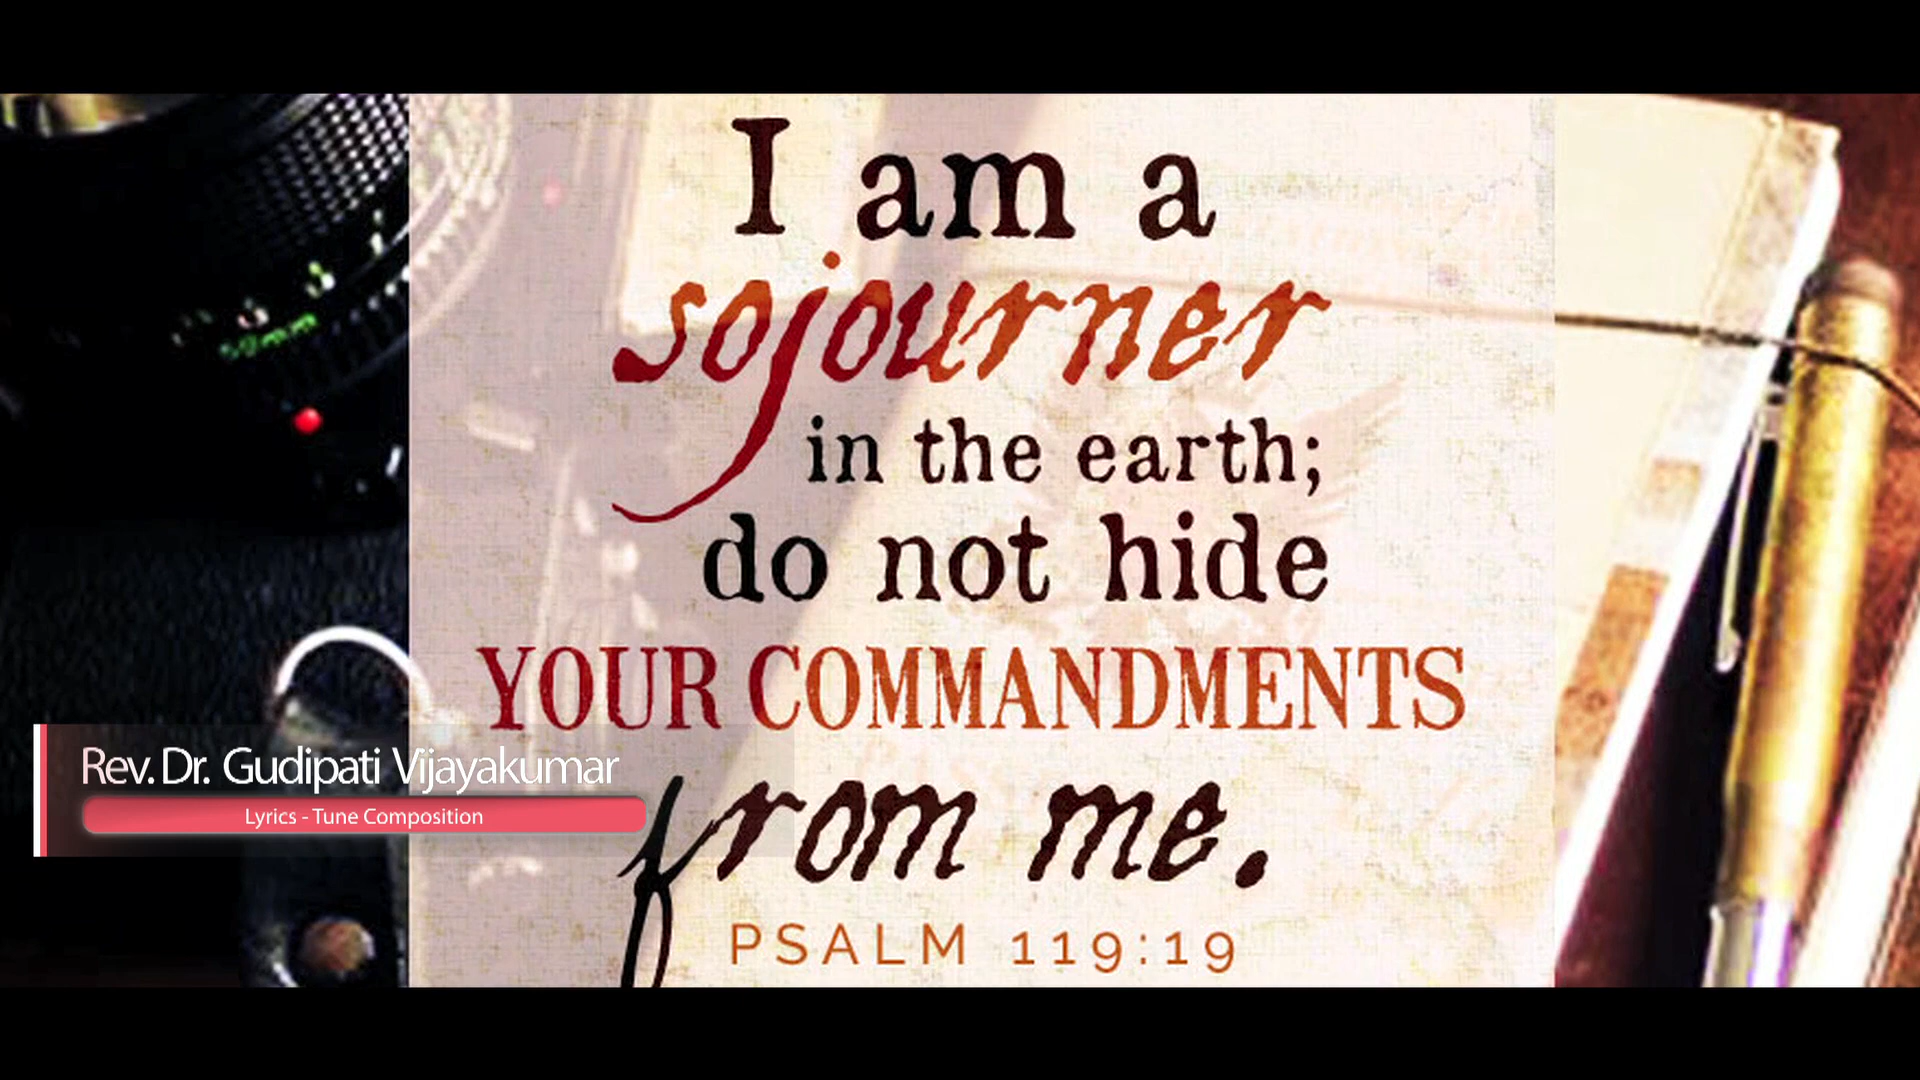 I am a
sojourner
in the earth;
do not hide
YOUR COMMANDMENTS
from me.
PSALM 119:19
Rev. Dr. Gudipati Vijayakumar
Lyrics - Tune Composition
50mm